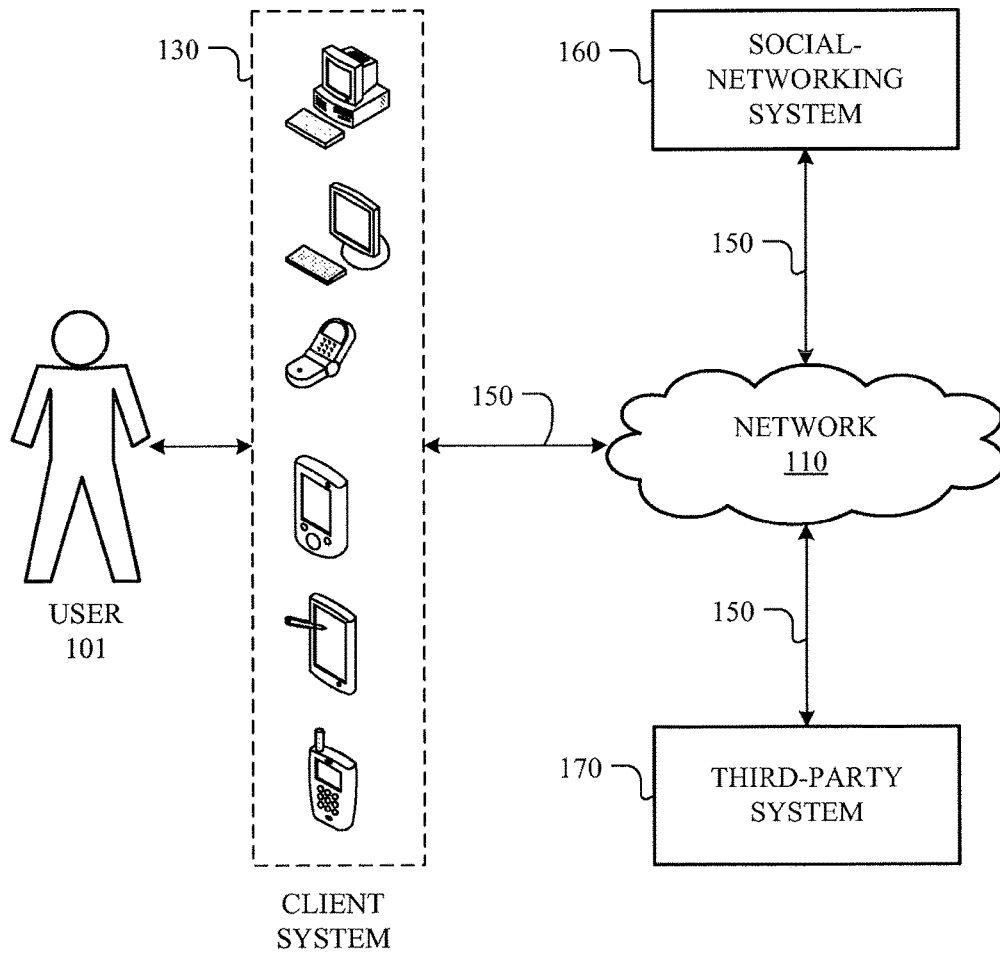 130
160
SOCIAL-
NETWORKING
SYSTEM
150
150
NETWORK
110
USER
101
150
170
THIRD-PARTY
SYSTEM
CLIENT
SYSTEM